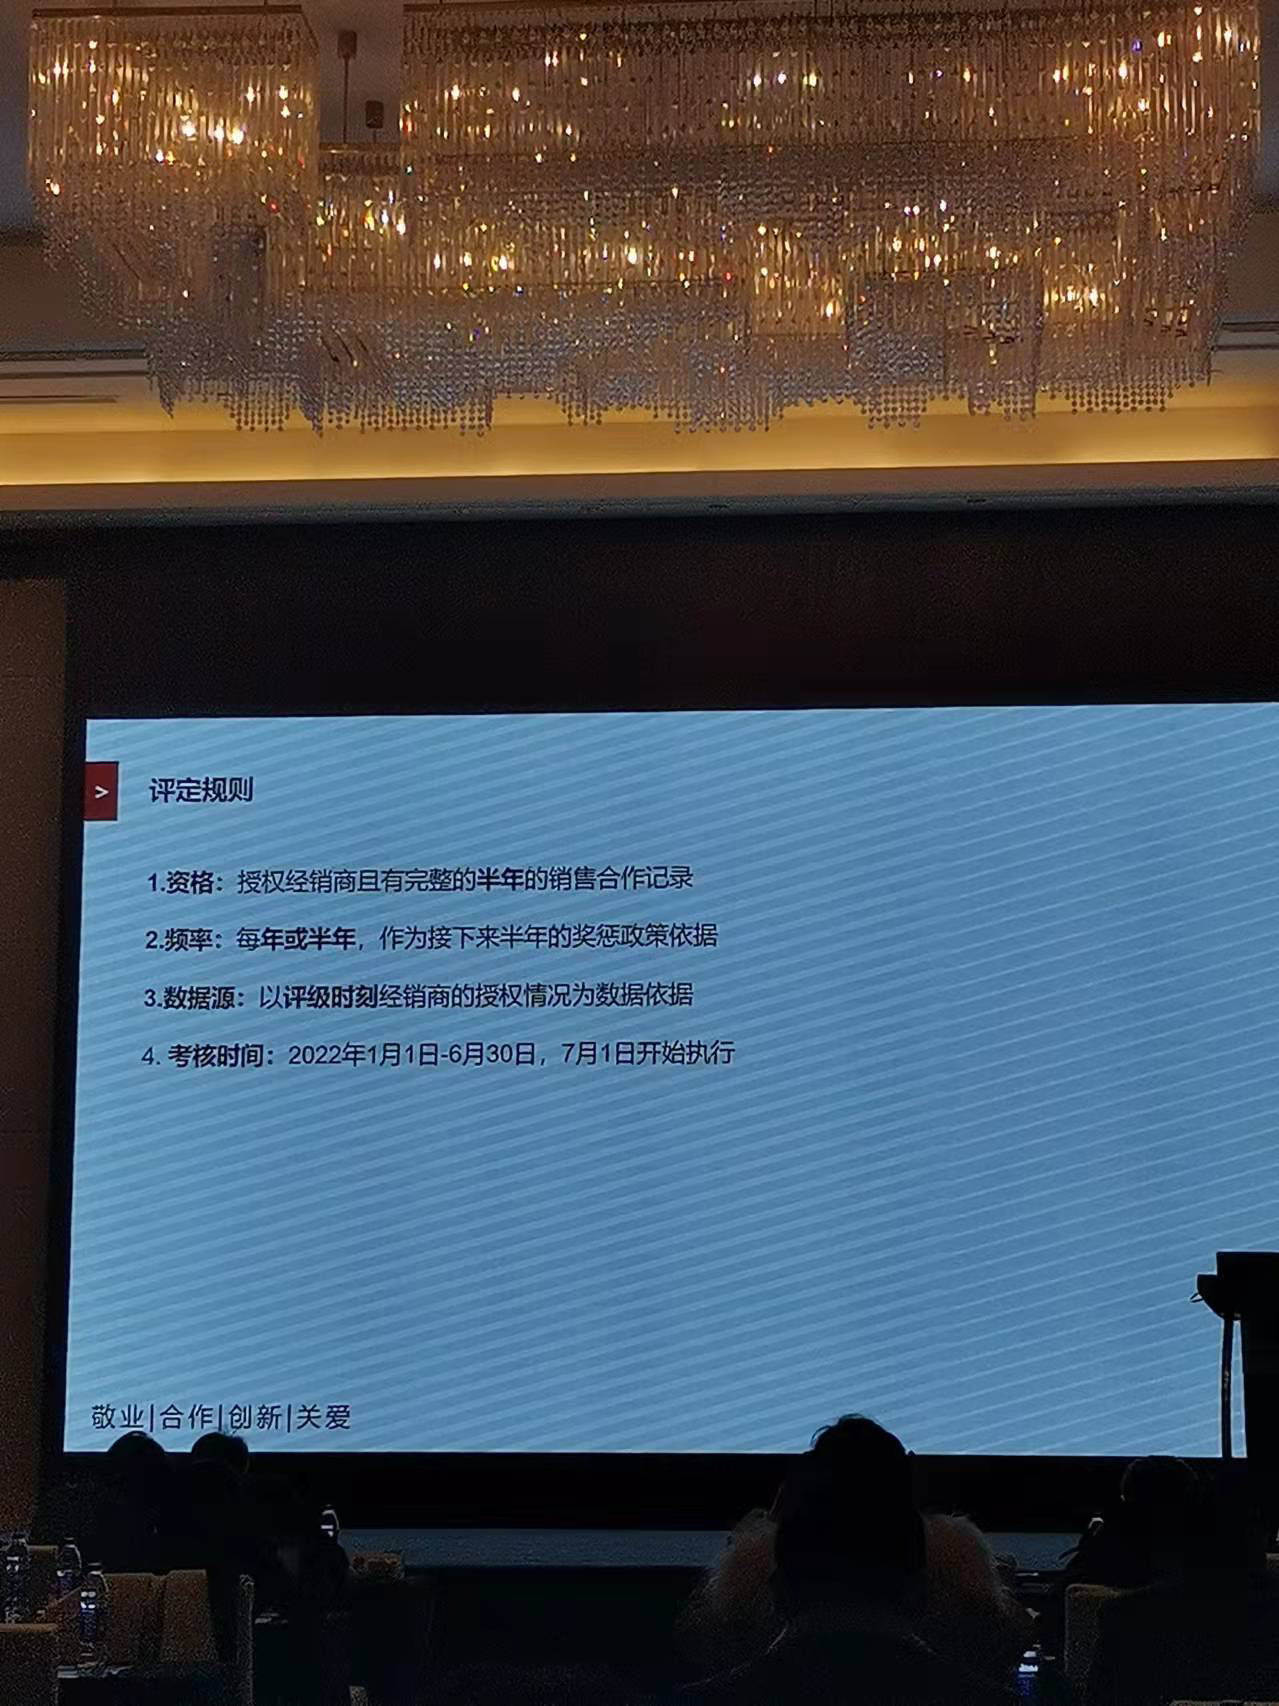 >
评定规则
1.资格：授权经销商且有完整的半年的销售合作记录
2.频率：每年或半年，作为接下来半年的奖惩政策依据
3.数据源：以评级时刻经销商的授权情况为数据依据
4. 考核时间：2022年1月1日-6月30日，7月1日开始执行
敬业|合作|创新|关爱